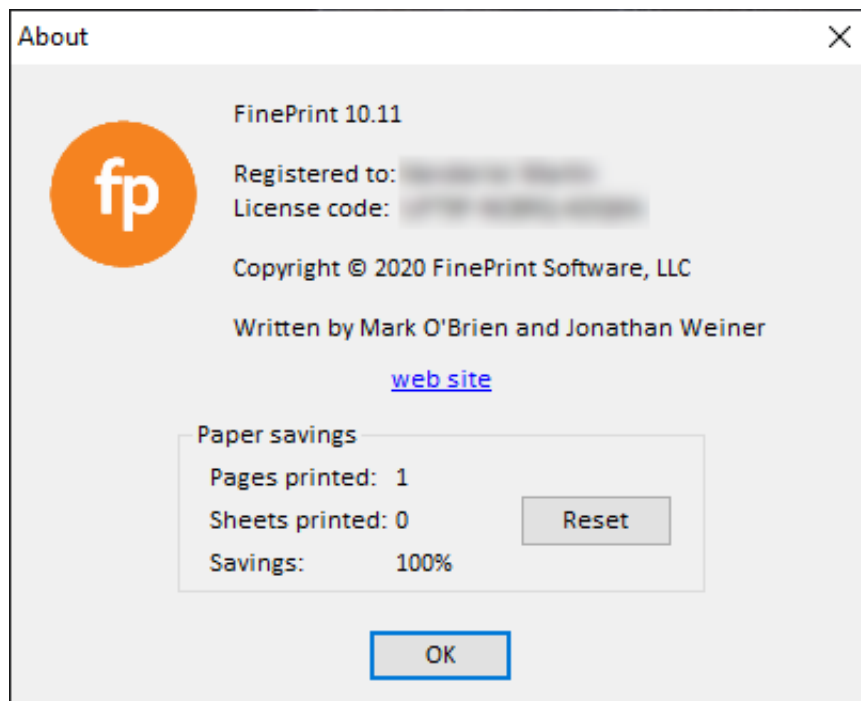 About
FinePrint 10.11
fp
Registered to:
License code:
Copyright © 2020 FinePrint Software, LLC
Written by Mark O'Brien and Jonathan Weiner
web site
Paper savings
Pages printed: 1
Sheets printed: 0
Reset
Savings: 100%
OK